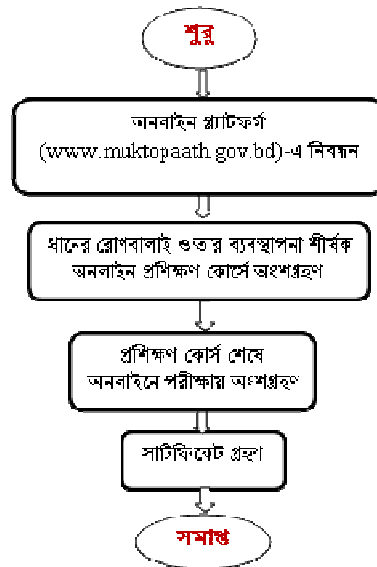 শুরু
অনলাইন প্ল্যাটফর্ম
(www.muktopaath.gov.bd)-এ নিবন্ধন
ধানের রোগবালাই ও তার ব্যবস্থাপনা শীর্ষক
অনলাইন প্রশিক্ষণ কোর্সে অংশগ্রহণ
প্রশিক্ষণ কোর্স শেষে
অনলাইনে পরীক্ষায় অংশগ্রহণ
সার্টিফিকেট গ্রহণ
সমাপ্ত